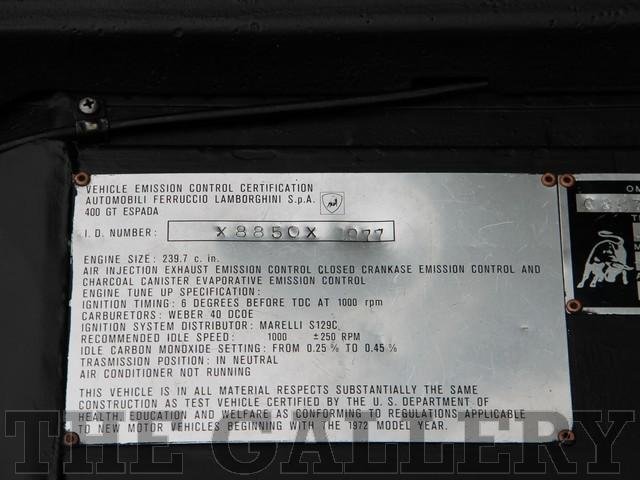 VEHICLE EMISSION CONTROL CERTIFICATION
AUTOMOBILI FERRUCCIO LAMBORGHINI S.p.A.
400 GT ESPADA
I.D. NUMBER: X8850X 077
ENGINE SIZE: 239.7 c. in.
AIR INJECTION EXHAUST EMISSION CONTROL CLOSED CRANKASE EMISSION CONTROL AND
CHARCOAL CANISTER EVAPORATIVE EMISSION CONTROL
ENGINE TUNE UP SPECIFICATION:
IGNITION TIMING: 6 DEGREES BEFORE TDC AT 1000 rpm
CARBURETORS: WEBER 40 DCOE
IGNITION SYSTEM DISTRIBUTOR: MARELLI S129C
RECOMMENDED IDLE SPEED: 1000 ±250 RPM
IDLE CARBON MONOXIDE SETTING: FROM 0.25 % TO 0.45 %
TRASMISSION POSITION: IN NEUTRAL
AIR CONDITIONER NOT RUNNING
THIS VEHICLE IS IN ALL MATERIAL RESPECTS SUBSTANTIALLY THE SAME
CONSTRUCTION AS TEST VEHICLE CERTIFIED BY THE U.S. DEPARTMENT OF
HEALTH, EDUCATION AND WELFARE AS CONFORMING TO REGULATIONS APPLICABLE
TO NEW MOTOR VEHICLES BEGINNING WITH THE 1972 MODEL YEAR.
THE GALLERY